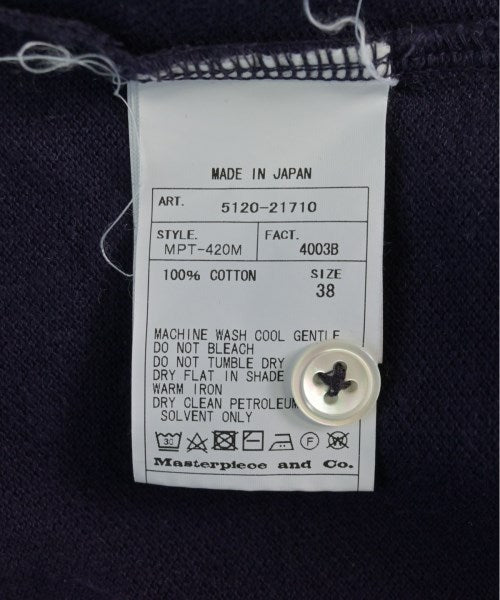 MADE IN JAPAN
ART. 5120-21710
STYLE. FACT.
MPT-420M 4003B
100% COTTON SIZE
38
MACHINE WASH COOL GENTLE
DO NOT BLEACH
DO NOT TUMBLE DRY
DRY FLAT IN SHADE
WARM IRON
DRY CLEAN PETROLEUM
SOLVENT ONLY
30 F W
Masterpiece and Co.